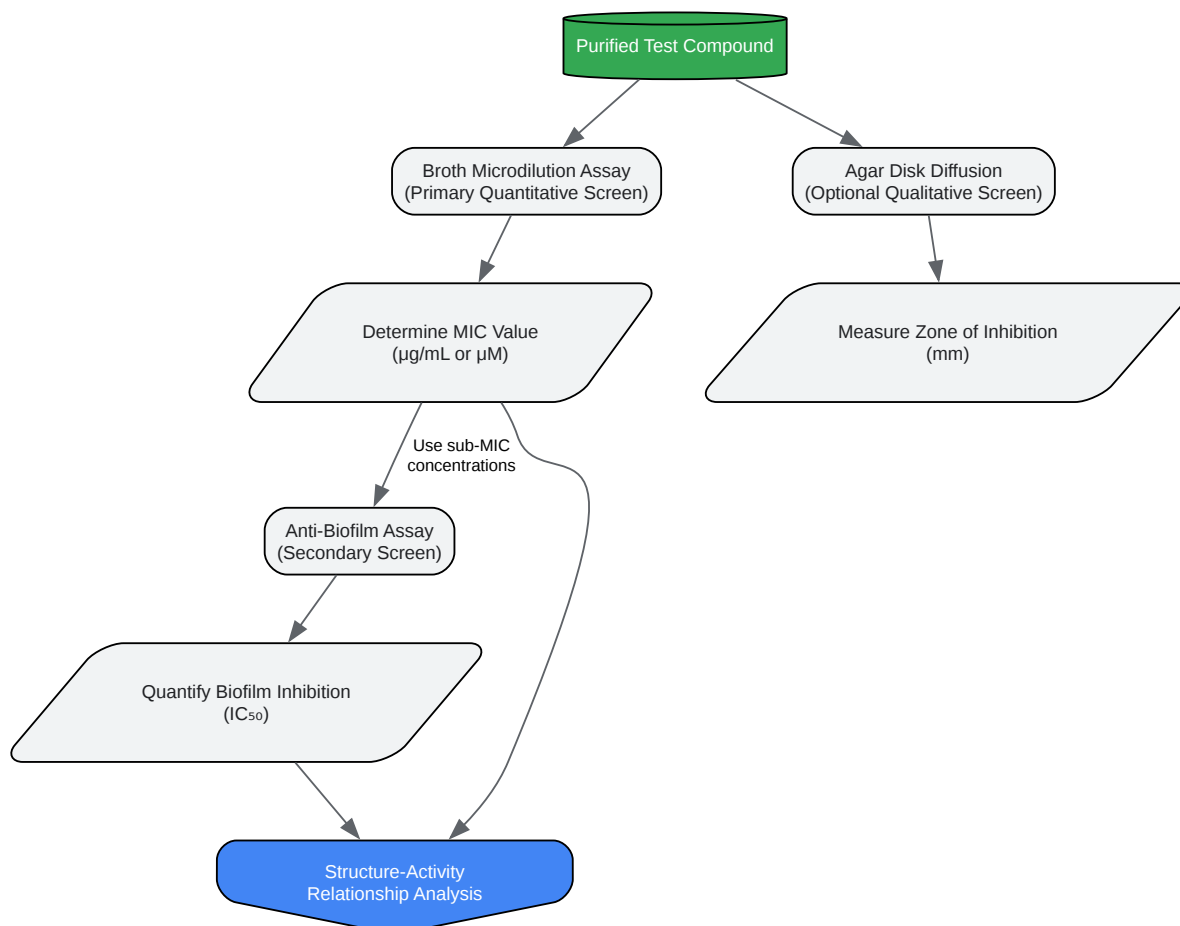 Purified Test Compound
Broth Microdilution Assay
(Primary Quantitative Screen)
Agar Disk Diffusion
(Optional Qualitative Screen)
Determine MIC Value
(μg/mL or μM)
Measure Zone of Inhibition
(mm)
Use sub-MIC
concentrations
Anti-Biofilm Assay
(Secondary Screen)
Quantify Biofilm Inhibition
(IC₅₀)
Structure-Activity
Relationship Analysis